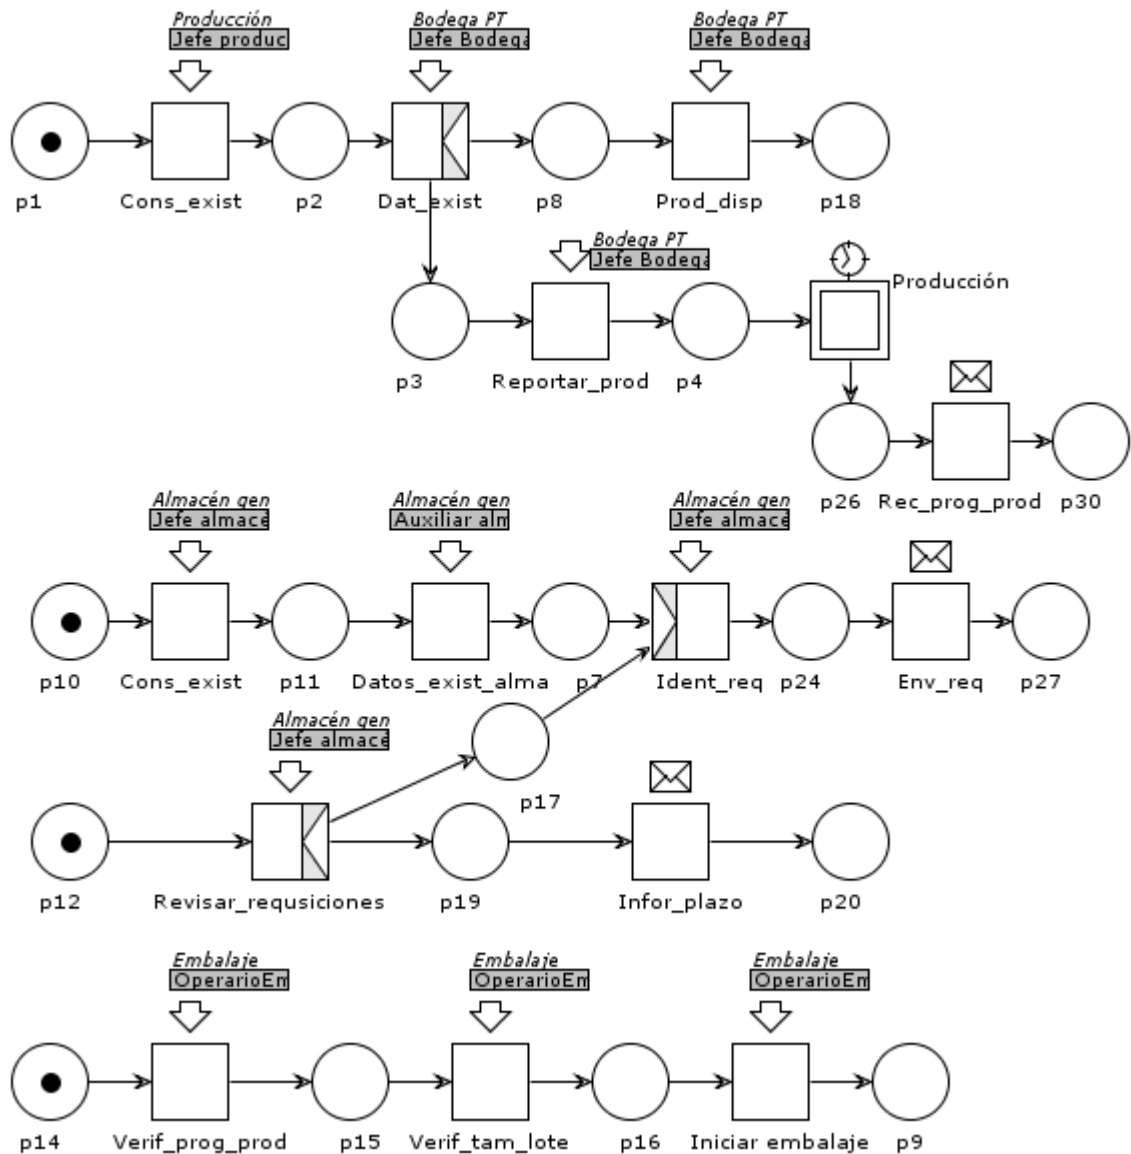 Producción
Jefe produc
Bodega PT
Jefe Bodega
Bodega PT
Jefe Bodega
p1
Cons_exist
p2
Dat_exist
p8
Prod_disp
p18
Bodega PT
Jefe Bodega
Producción
p3
Reportar_prod
p4
p26
Rec_prog_prod
p30
Almacén gen
Jefe almacé
Almacén gen
Auxiliar alm
Almacén gen
Jefe almacé
p10
Cons_exist
p11
Datos_exist_alma
p7
Ident_req
p24
Env_req
p27
Almacén gen
Jefe almacé
p17
p12
Revisar_requsiciones
p19
Infor_plazo
p20
Embalaje
OperarioEm
Embalaje
OperarioEm
Embalaje
OperarioEm
p14
Verif_prog_prod
p15
Verif_tam_lote
p16
Iniciar embalaje
p9